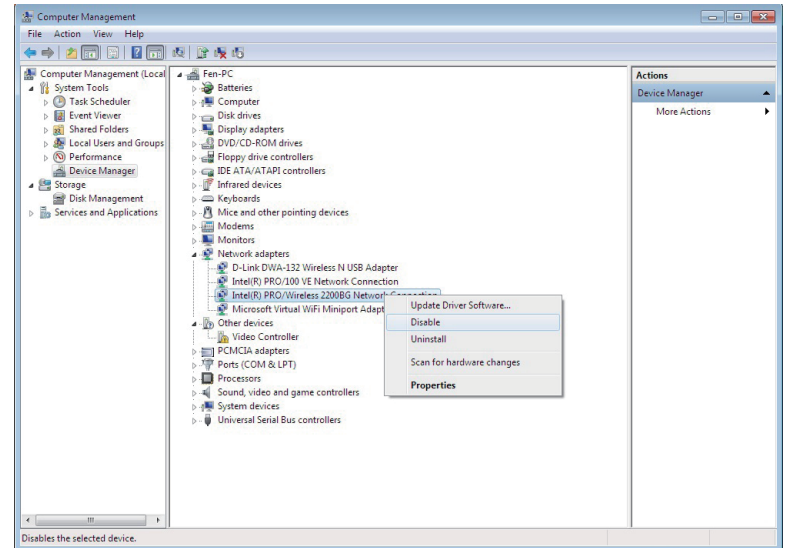 Computer Management
File Action View Help
Computer Management (Local
System Tools
Task Scheduler
Event Viewer
Shared Folders
Local Users and Groups
Performance
Device Manager
Storage
Disk Management
Services and Applications
Fen-PC
Batteries
Computer
Disk drives
Display adapters
DVD/CD-ROM drives
Floppy drive controllers
IDE ATA/ATAPI controllers
Infrared devices
Keyboards
Mice and other pointing devices
Modems
Monitors
Network adapters
D-Link DWA-132 Wireless N USB Adapter
Intel(R) PRO/100 VE Network Connection
Intel(R) PRO/Wireless 2200BG Network Connection
Microsoft Virtual WiFi Miniport Adapt
Other devices
Video Controller
PCMCIA adapters
Ports (COM & LPT)
Processors
Sound, video and game controllers
System devices
Universal Serial Bus controllers
Update Driver Software...
Disable
Uninstall
Scan for hardware changes
Properties
Actions
Device Manager
More Actions
Disables the selected device.